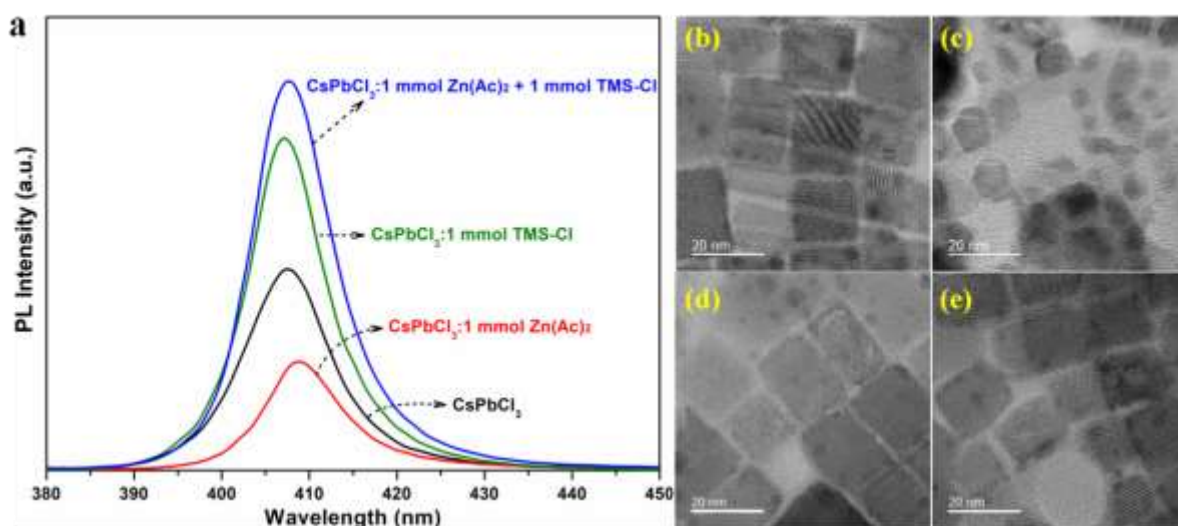 a
PL Intensity (a.u.)
CsPbCl₃:1 mmol Zn(Ac)₂ + 1 mmol TMS-Cl
CsPbCl₃:1 mmol TMS-Cl
CsPbCl₃:1 mmol Zn(Ac)₂
CsPbCl₃
380 390 400 410 420 430 440 450
Wavelength (nm)
(b)
20 nm
(c)
20 nm
(d)
20 nm
(e)
20 nm